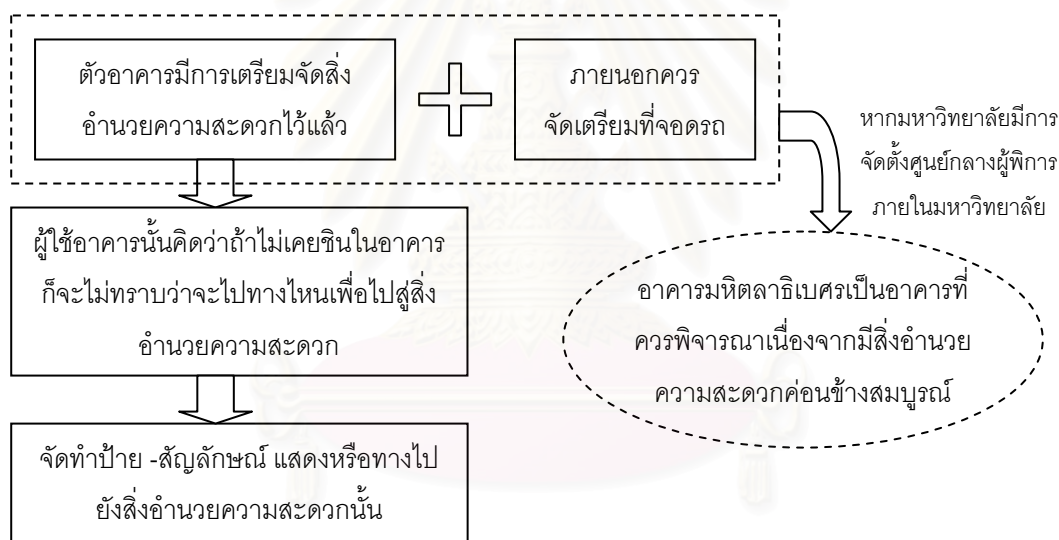 ตัวอาคารมีการเตรียมจัดสิ่ง
อำนวยความสะดวกไว้แล้ว
ภายนอกควร
จัดเตรียมที่จอดรถ
หากมหาวิทยาลัยมีการ
จัดตั้งศูนย์กลางผู้พิการ
ภายในมหาวิทยาลัย
ผู้ใช้อาคารนั้นคิดว่าถ้าไม่เคยชินในอาคาร
ก็จะไม่ทราบว่าจะไปทางไหนเพื่อไปสู่สิ่ง
อำนวยความสะดวก
อาคารมหิตลาธิเบศรเป็นอาคารที่
ควรพิจารณาเนื่องจากมีสิ่งอำนวย
ความสะดวกค่อนข้างสมบูรณ์
จัดทำป้าย -สัญลักษณ์ แสดงหรือทางไป
ยังสิ่งอำนวยความสะดวกนั้น